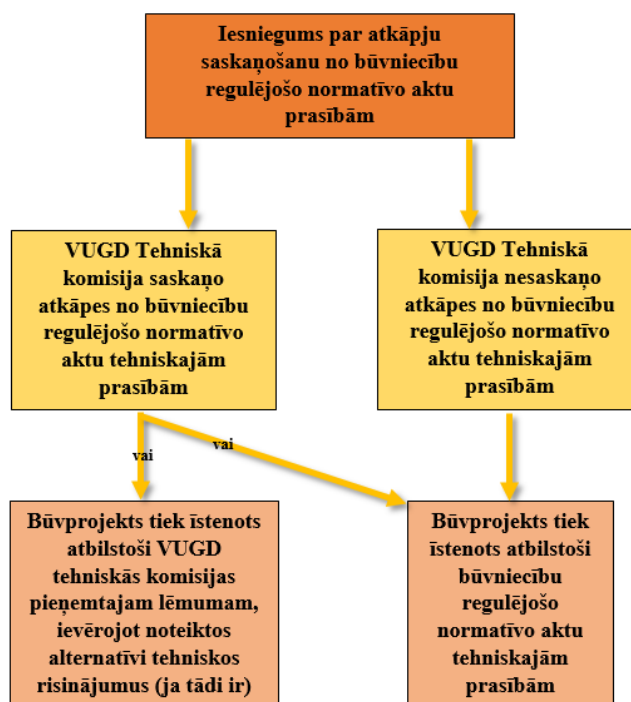 Iesniegums par atkāpju
saskaņošanu no būvniecību
regulējošo normatīvo aktu
prasībām
VUGD Tehniskā
komisija saskaņo
atkāpes no būvniecību
regulējošo normatīvo
aktu tehniskajām
prasībām
VUGD Tehniskā
komisija nesaskaņo
atkāpes no būvniecību
regulējošo normatīvo
aktu tehniskajām
prasībām
vai
vai
Būvprojekts tiek īstenots
atbilstoši VUGD
tehniskās komisijas
pieņemtajam lēmumam,
ievērojot noteiktos
alternatīvi tehniskos
risinājumus (ja tādi ir)
Būvprojekts tiek
īstenots atbilstoši
būvniecību
regulējošo
normatīvo aktu
tehniskajām
prasībām